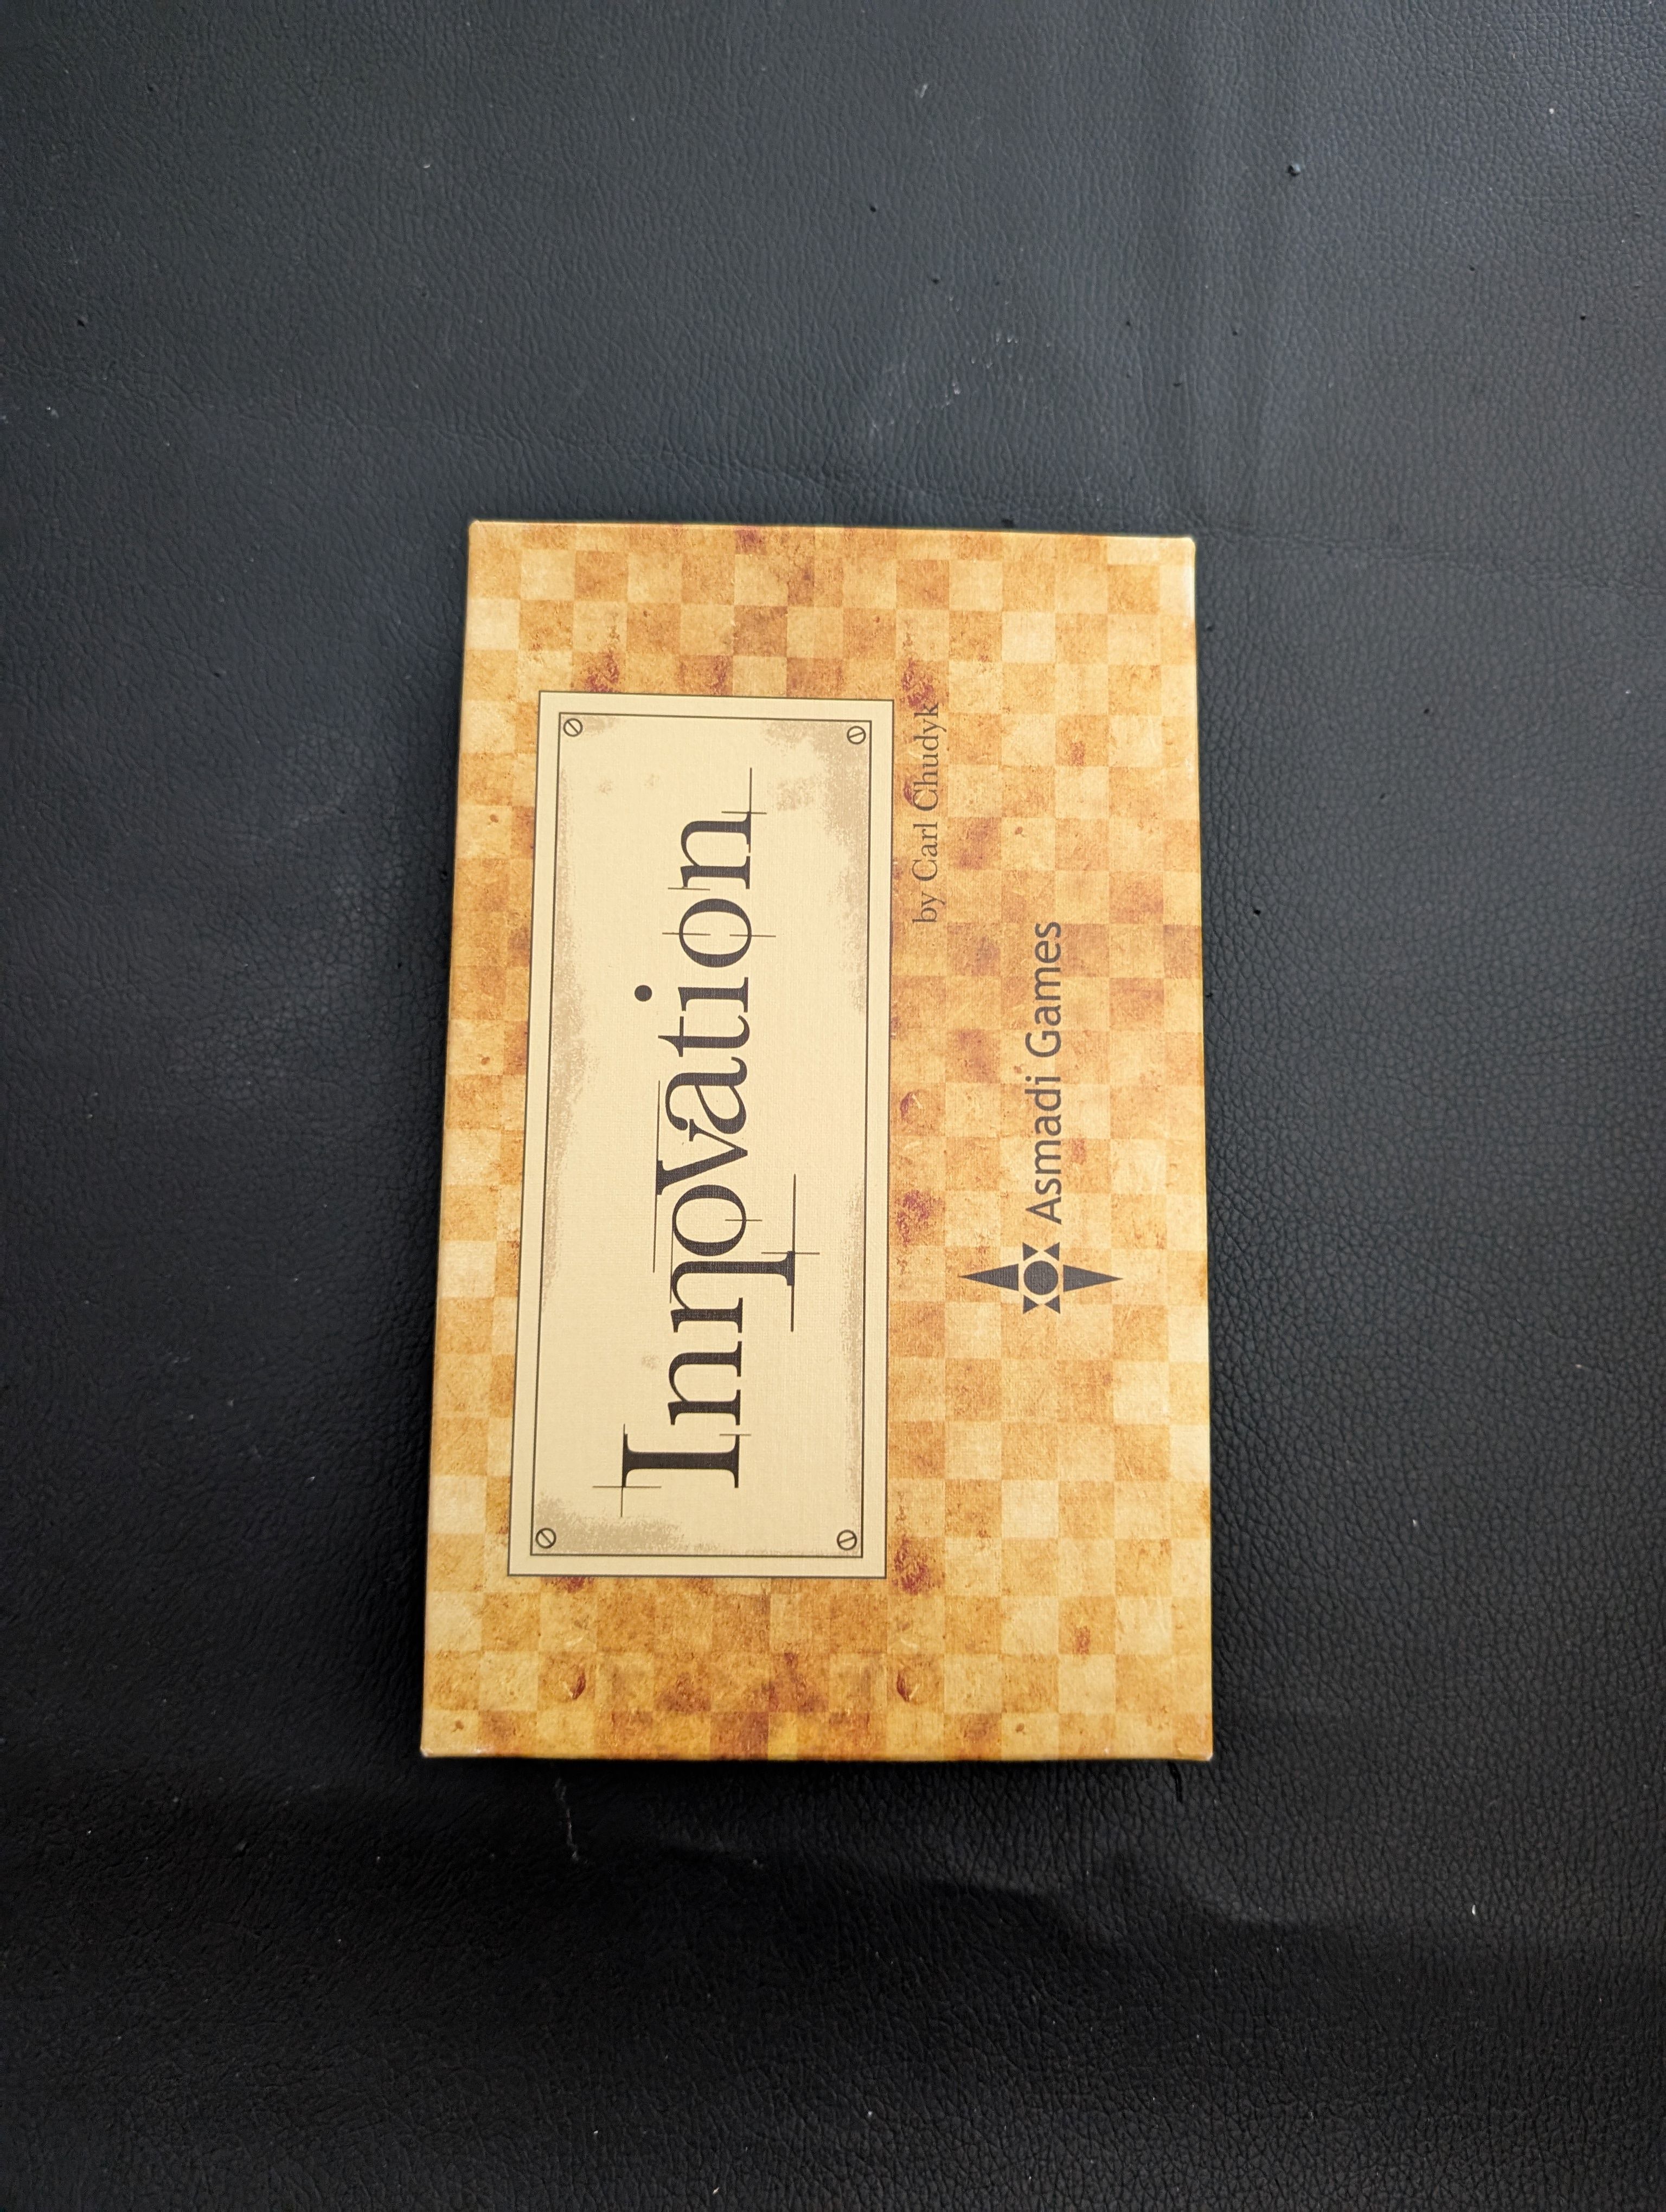 Innovation
by Carl Chudyk
Asmadi Games